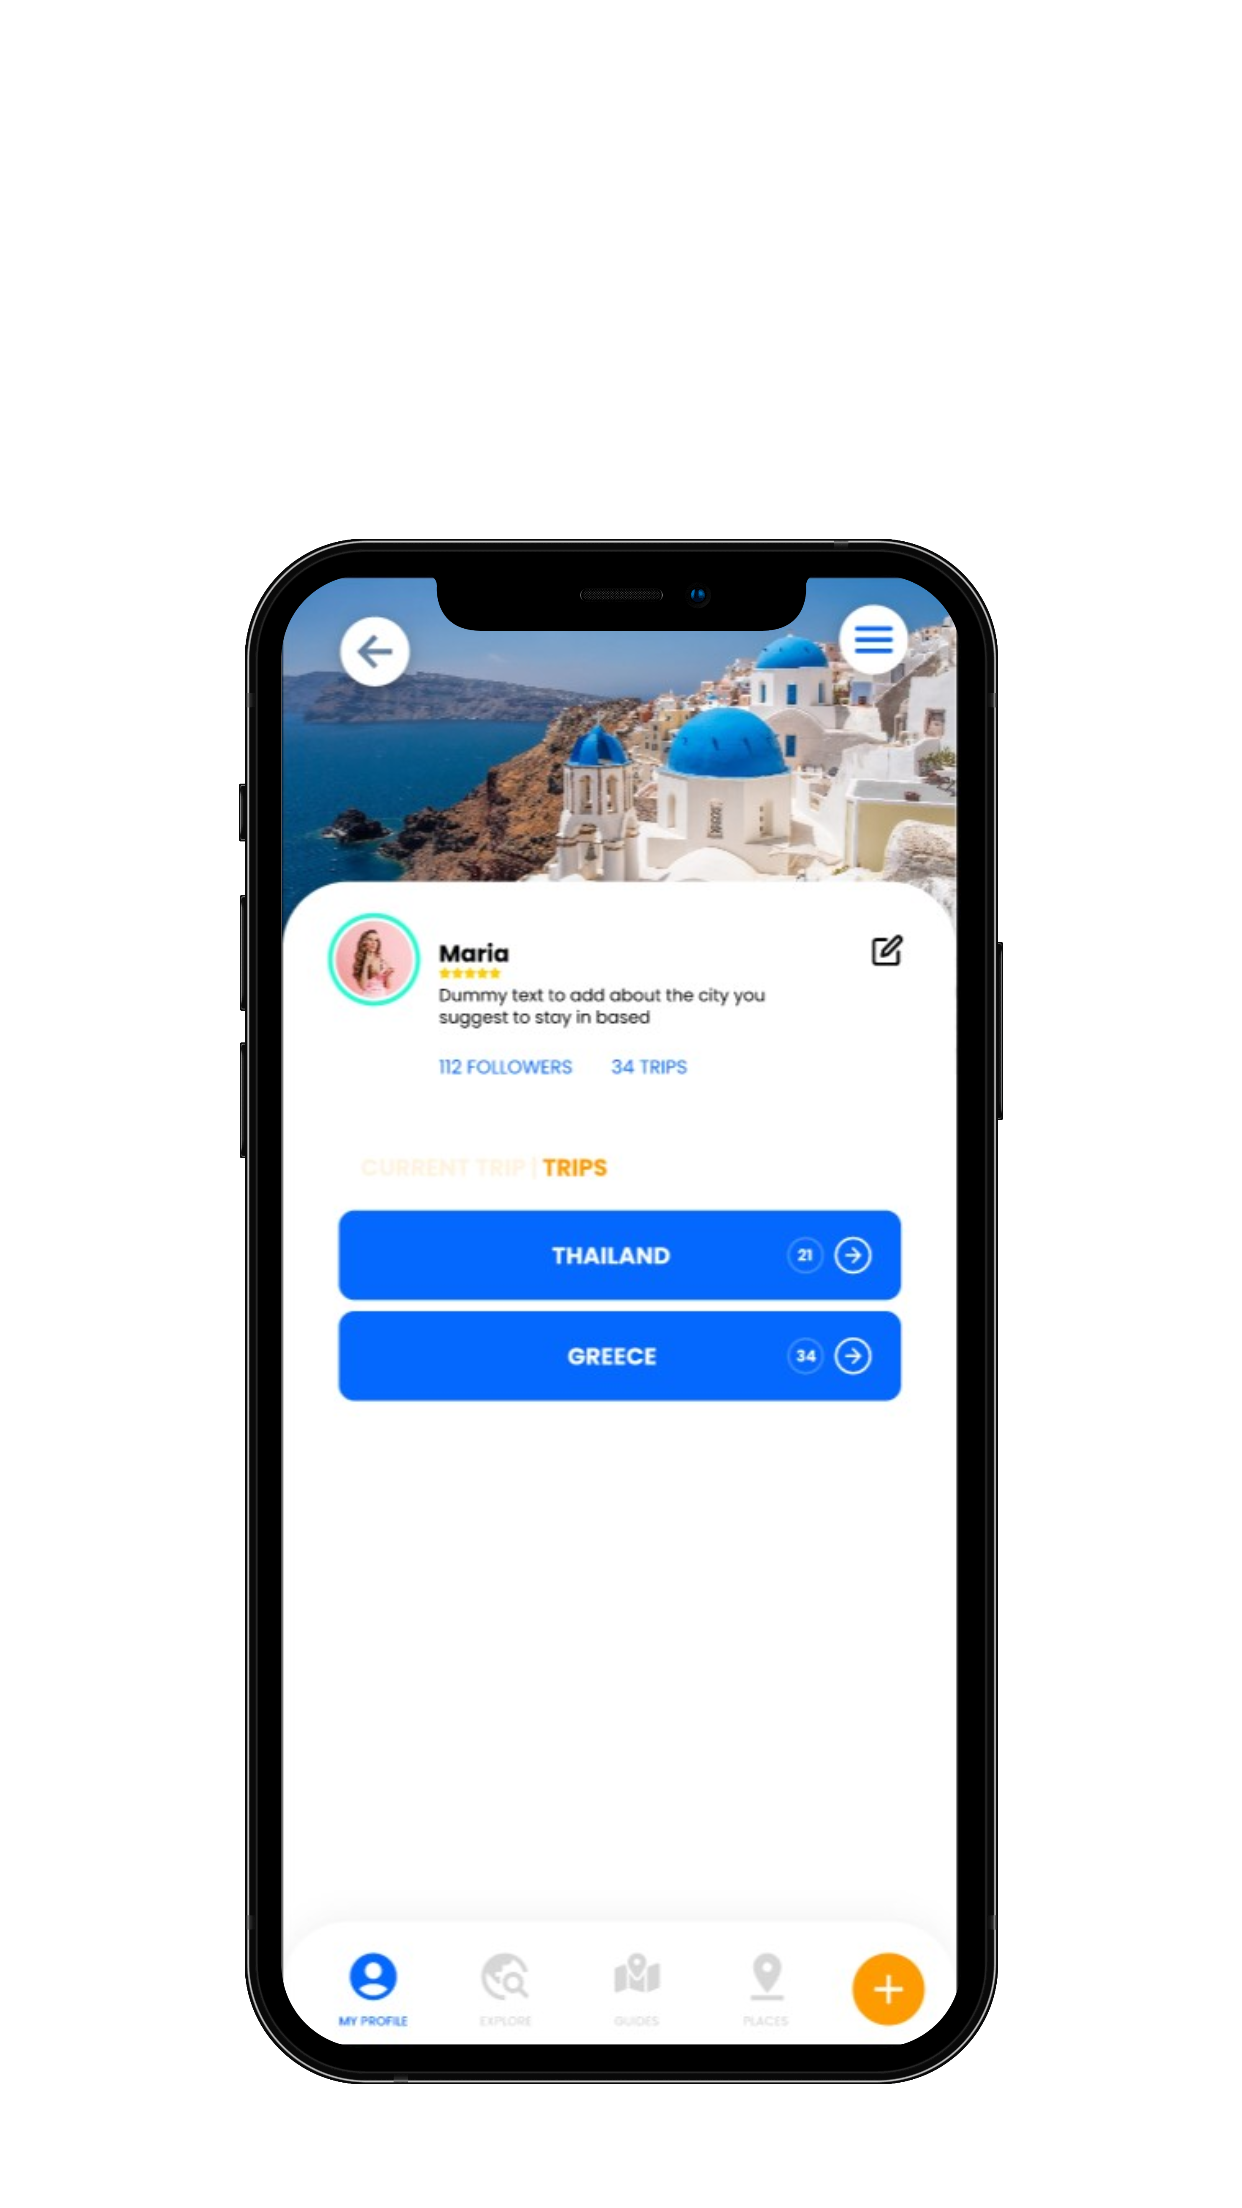 Maria
Dummy text to add about the city you
suggest to stay in based
112 FOLLOWERS 34 TRIPS
CURRENT TRIP | TRIPS
THAILAND 21
GREECE 34
MY PROFILE EXPLORE GUIDES PLACES